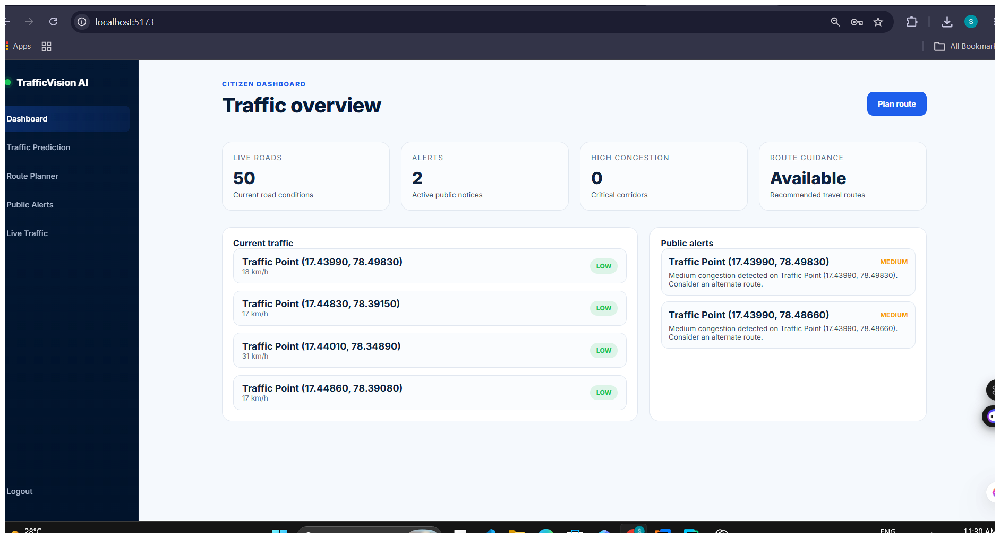 localhost:5173
Apps
All Bookmar
TrafficVision AI
Dashboard
Traffic Prediction
Route Planner
Public Alerts
Live Traffic
Logout
CITIZEN DASHBOARD
Traffic overview
Plan route
LIVE ROADS
50
Current road conditions
ALERTS
2
Active public notices
HIGH CONGESTION
0
Critical corridors
ROUTE GUIDANCE
Available
Recommended travel routes
Current traffic
Traffic Point (17.43990, 78.49830)
18 km/h
LOW
Traffic Point (17.44830, 78.39150)
17 km/h
LOW
Traffic Point (17.44010, 78.34890)
31 km/h
LOW
Traffic Point (17.44860, 78.39080)
17 km/h
LOW
Public alerts
Traffic Point (17.43990, 78.49830)
MEDIUM
Medium congestion detected on Traffic Point (17.43990, 78.49830).
Consider an alternate route.
Traffic Point (17.43990, 78.48660)
MEDIUM
Medium congestion detected on Traffic Point (17.43990, 78.48660).
Consider an alternate route.
S
28°C
S
ENG
11:30 AM